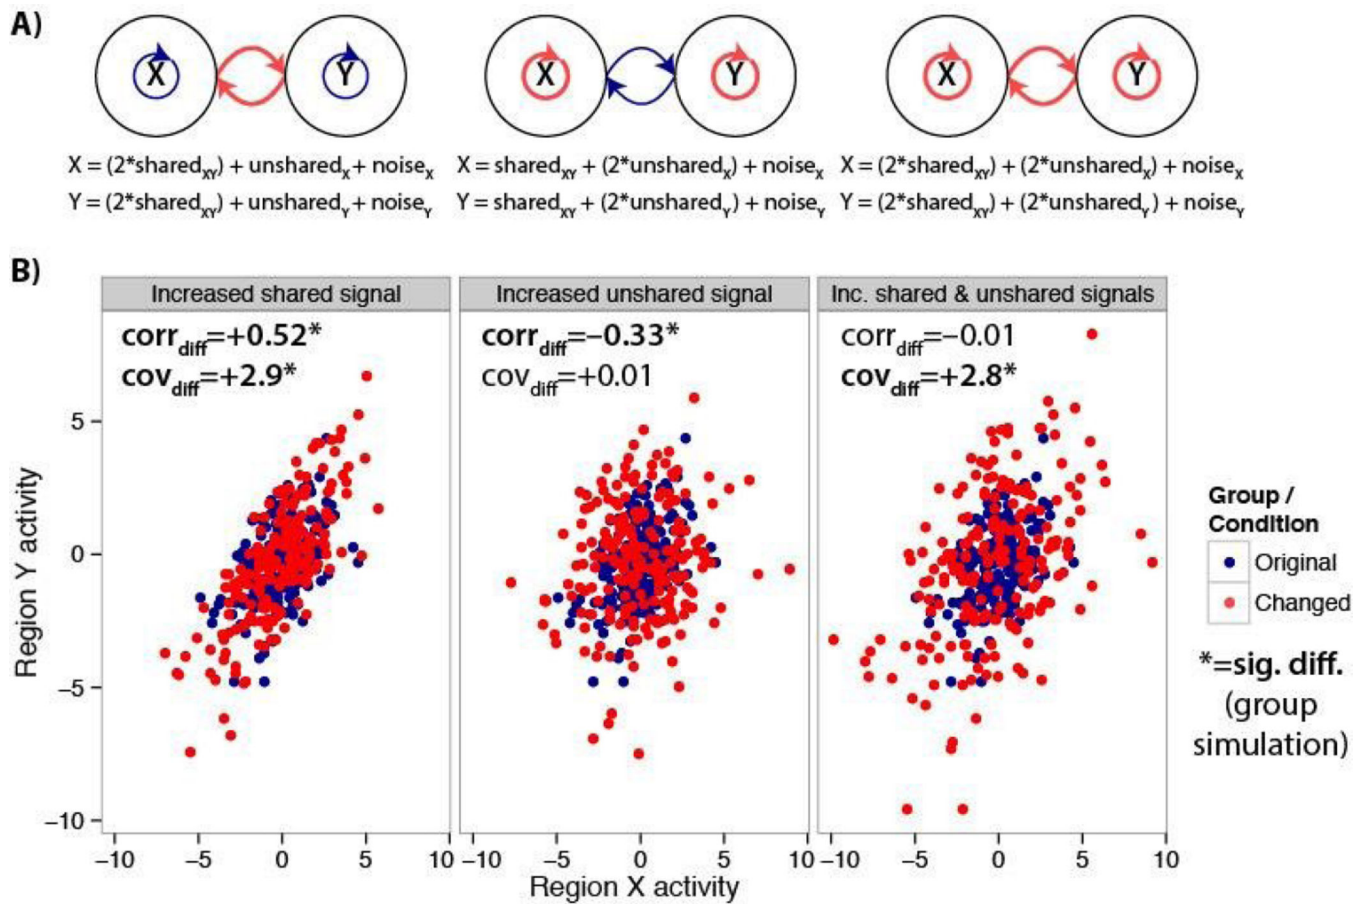 A)
X Y X Y X Y
X = (2*shared_XY) + unshared_X + noise_X
Y = (2*shared_XY) + unshared_Y + noise_Y
X = shared_XY + (2*unshared_X) + noise_X
Y = shared_XY + (2*unshared_Y) + noise_Y
X = (2*shared_XY) + (2*unshared_X) + noise_X
Y = (2*shared_XY) + (2*unshared_Y) + noise_Y
B)
Increased shared signal
corr_diff=+0.52*
cov_diff=+2.9*
Increased unshared signal
corr_diff=−0.33*
cov_diff=+0.01
Inc. shared & unshared signals
corr_diff=−0.01
cov_diff=+2.8*
Region Y activity
5
0
−5
−10
−10 −5 0 5 10
−10 −5 0 5 10
−10 −5 0 5 10
Region X activity
Group /
Condition
Original
Changed
*=sig. diff.
(group
simulation)